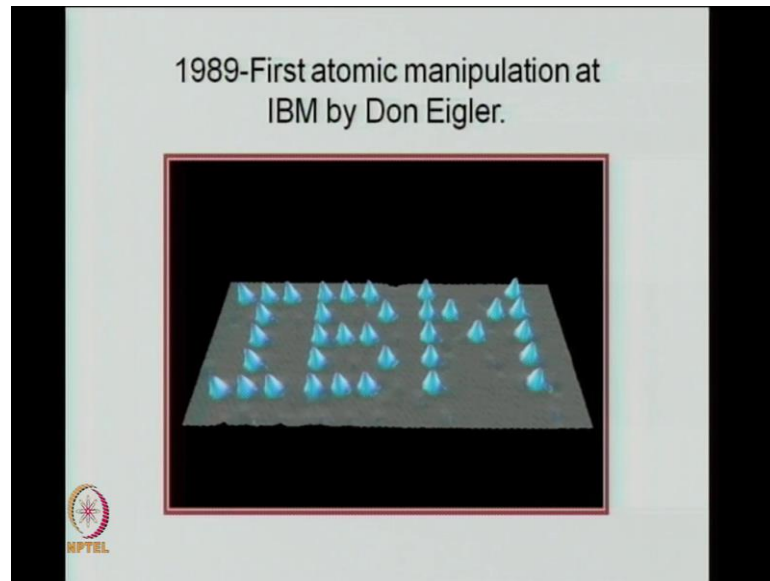 1989-First atomic manipulation at
IBM by Don Eigler.
IBM
NPTEL